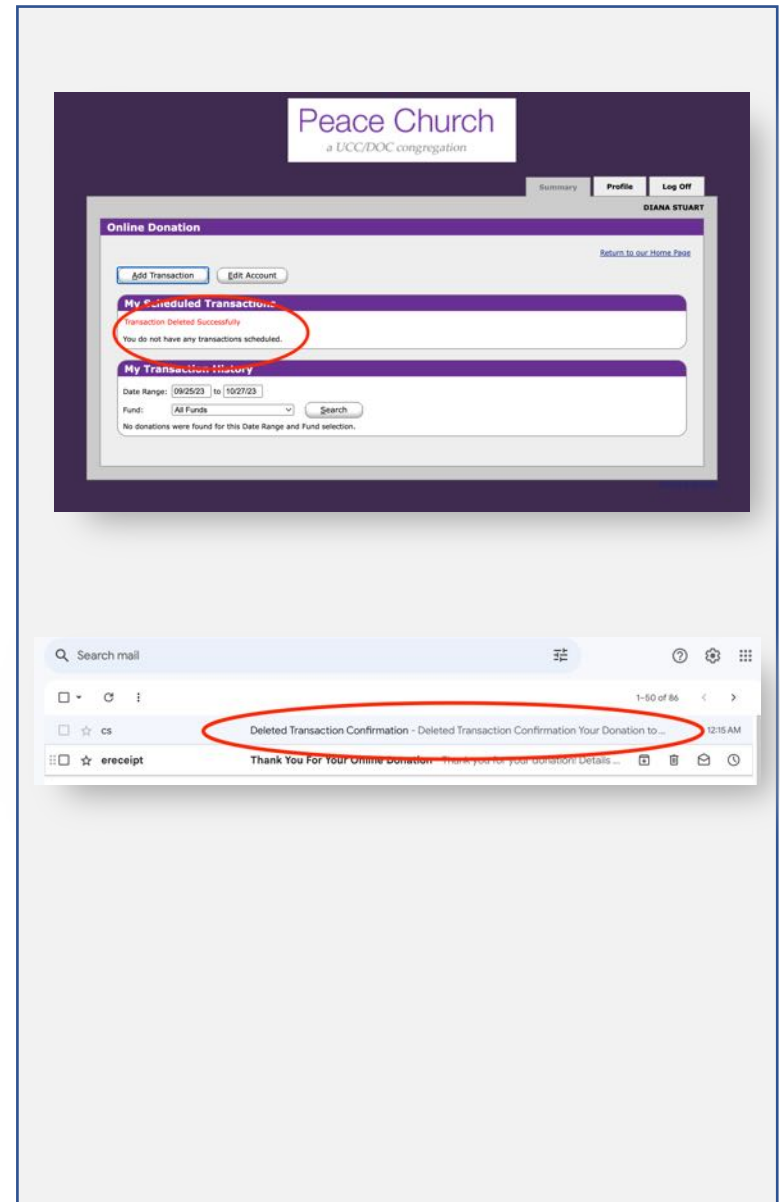 Peace Church
a UCC/DOC congregation
Summary Profile Log Off
DIANA STUART
Online Donation
Return to our Home Page
Add Transaction Edit Account
My Scheduled Transactions
Transaction Deleted Successfully
You do not have any transactions scheduled.
My Transaction History
Date Range: 09/25/23 to 10/27/23
Fund: All Funds Search
No donations were found for this Date Range and Fund selection.
Search mail
1-50 of 86
cs Deleted Transaction Confirmation - Deleted Transaction Confirmation Your Donation to ... 12:15 AM
ereceipt Thank You For Your Online Donation - Thank you for your donation! Details ...